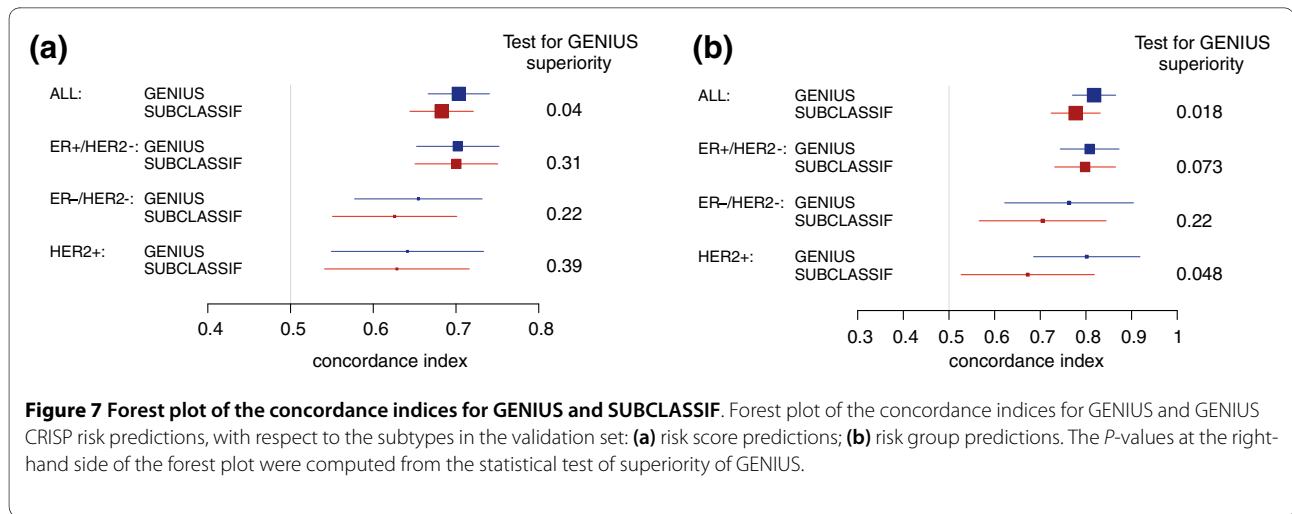 (a)
Test for GENIUS
superiority
ALL: GENIUS
SUBCLASSIF 0.04
ER+/HER2-: GENIUS
SUBCLASSIF 0.31
ER–/HER2-: GENIUS
SUBCLASSIF 0.22
HER2+: GENIUS
SUBCLASSIF 0.39
0.4 0.5 0.6 0.7 0.8
concordance index
(b)
Test for GENIUS
superiority
ALL: GENIUS
SUBCLASSIF 0.018
ER+/HER2-: GENIUS
SUBCLASSIF 0.073
ER–/HER2-: GENIUS
SUBCLASSIF 0.22
HER2+: GENIUS
SUBCLASSIF 0.048
0.3 0.4 0.5 0.6 0.7 0.8 0.9 1
concordance index
Figure 7 Forest plot of the concordance indices for GENIUS and SUBCLASSIF. Forest plot of the concordance indices for GENIUS and GENIUS
CRISP risk predictions, with respect to the subtypes in the validation set: (a) risk score predictions; (b) risk group predictions. The P-values at the right-
hand side of the forest plot were computed from the statistical test of superiority of GENIUS.